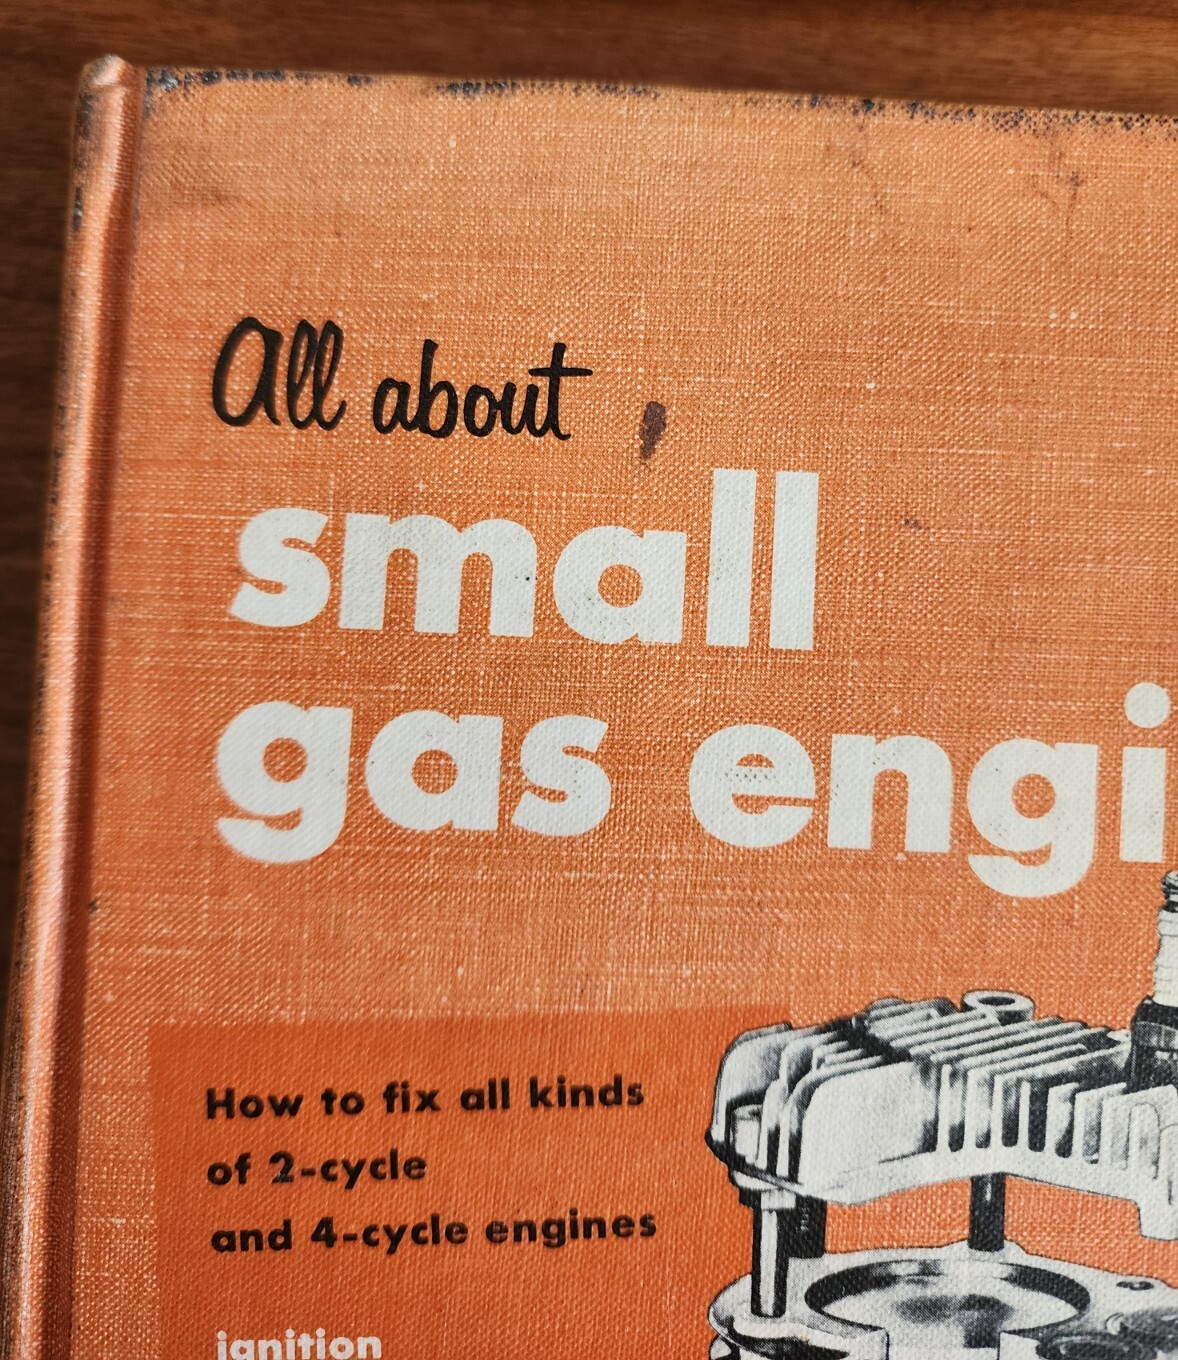 All about
small
gas engi
How to fix all kinds
of 2-cycle
and 4-cycle engines
ignition